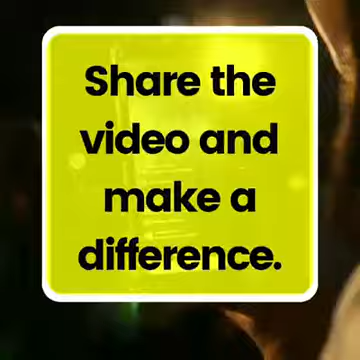 Share the
video and
make a
difference.